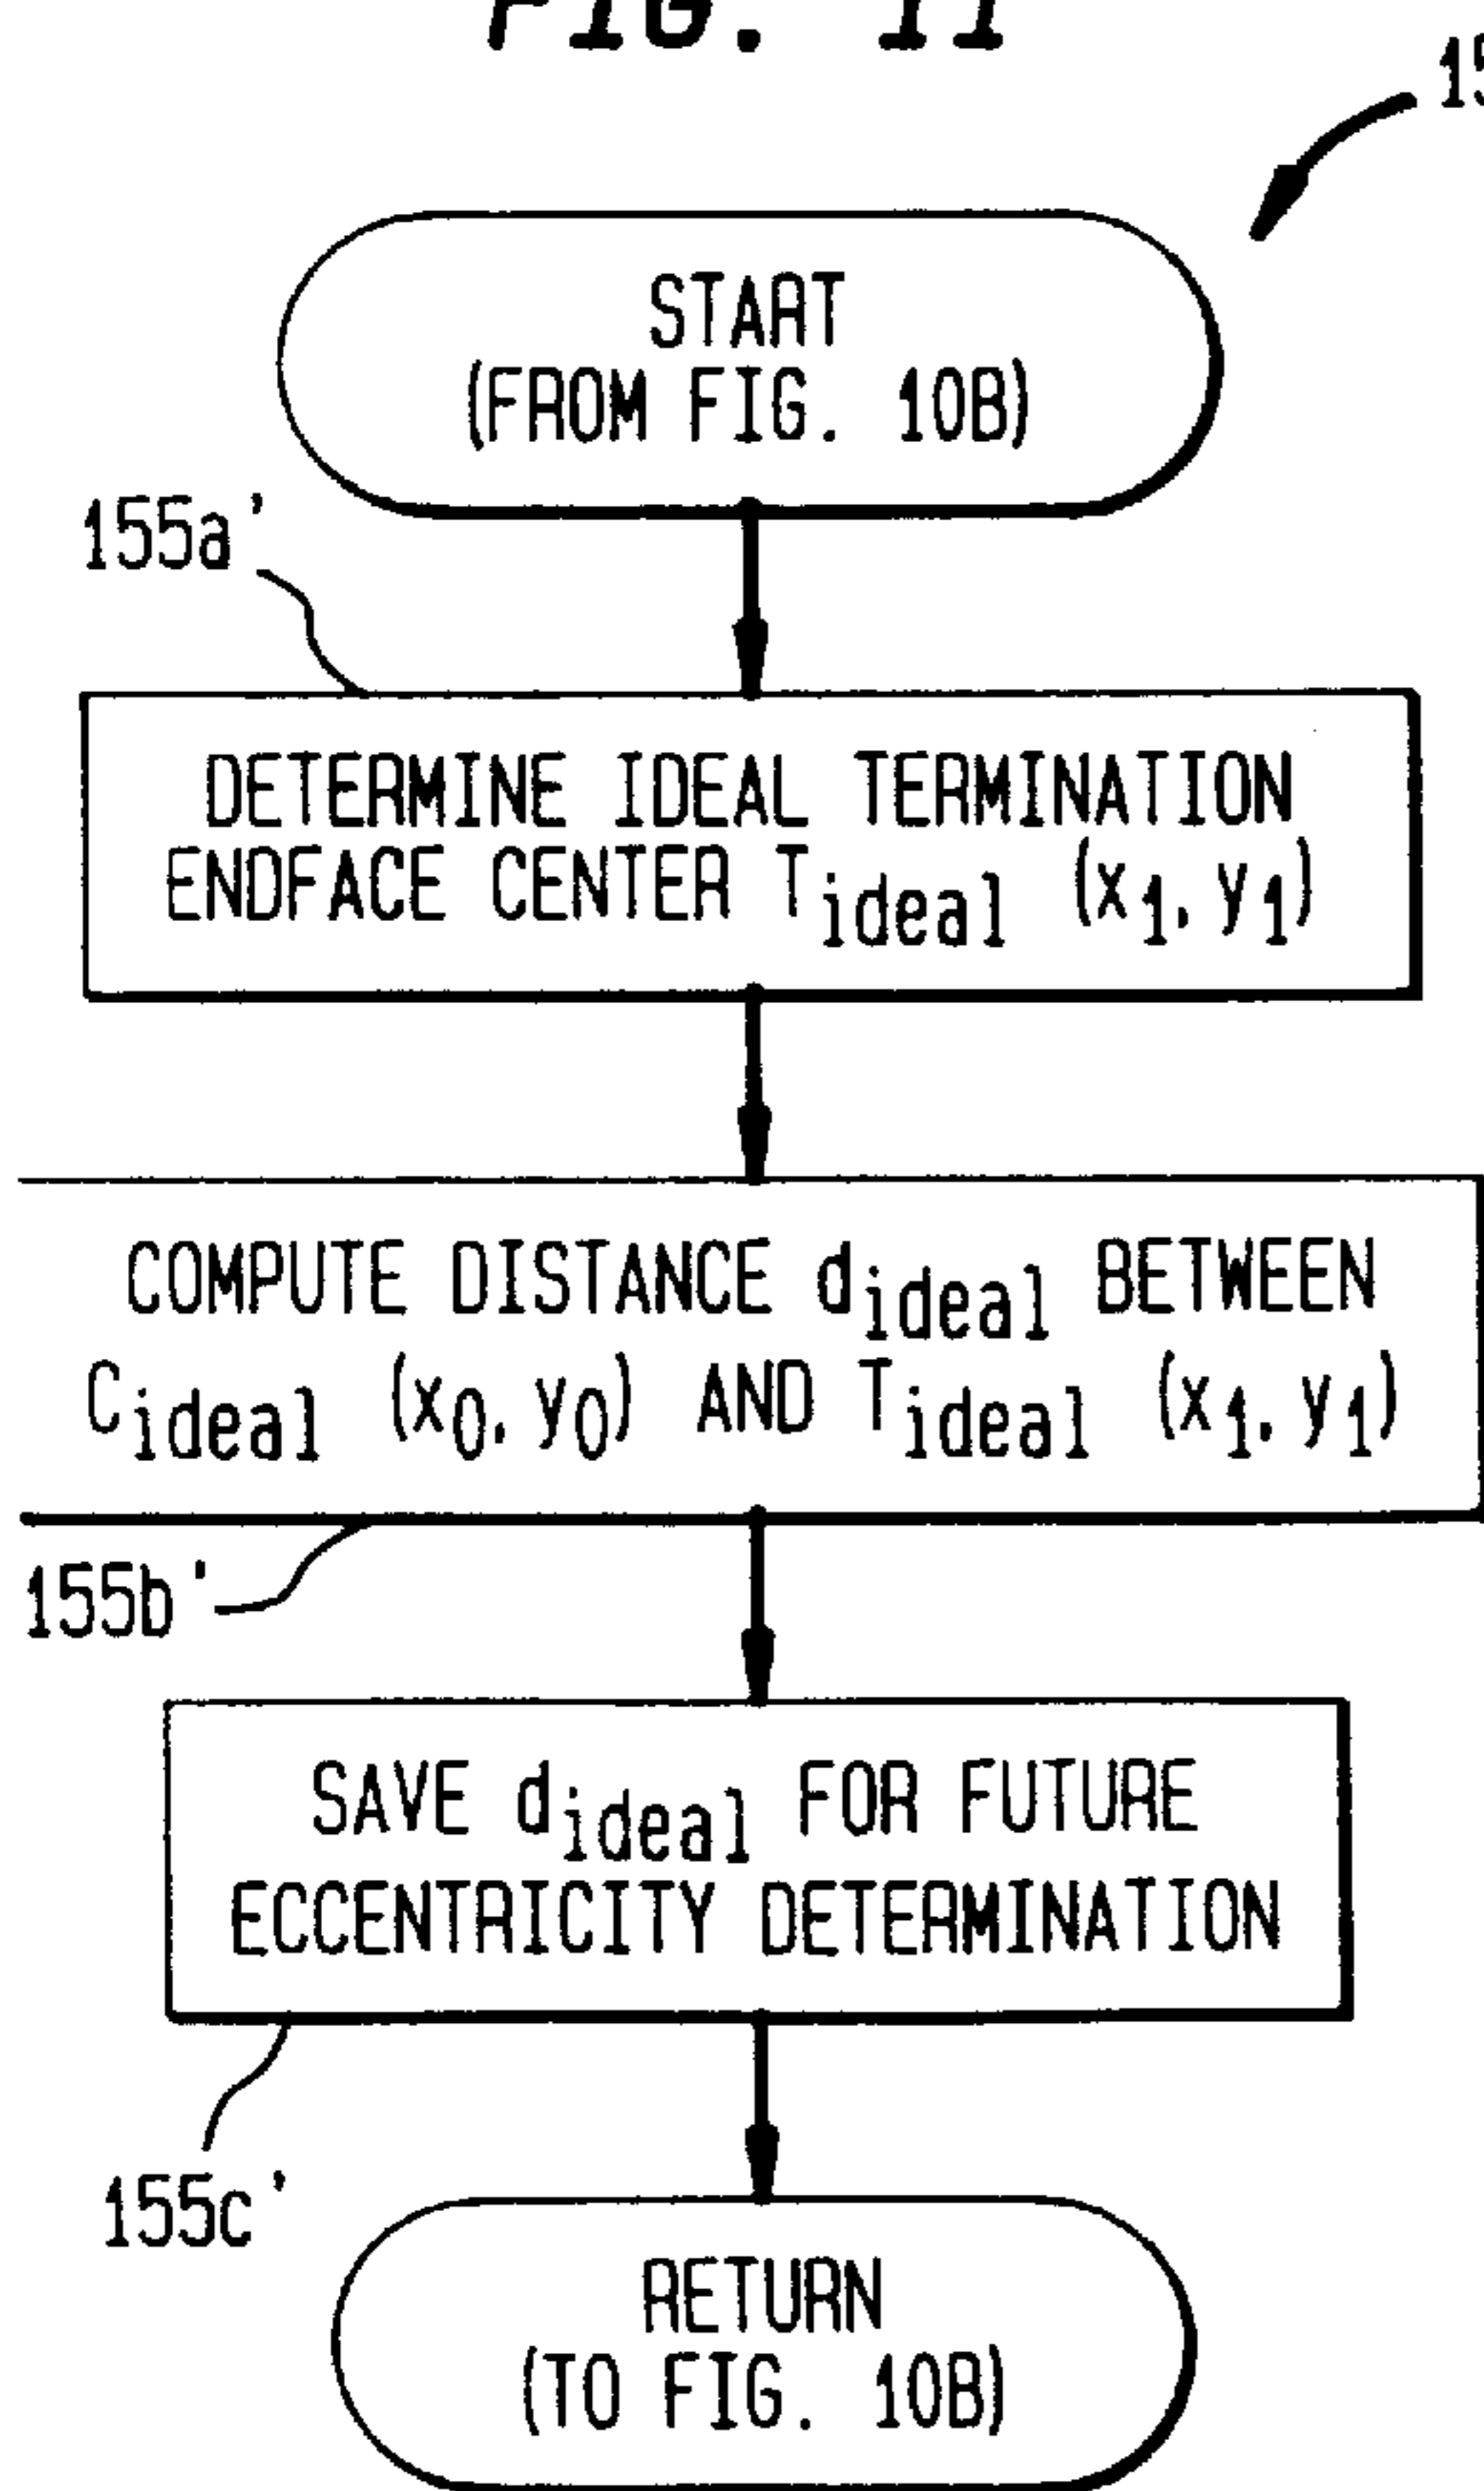 FIG. 11
START
(FROM FIG. 10B)
155a'
DETERMINE IDEAL TERMINATION
ENDFACE CENTER Tideal (x1, y1)
COMPUTE DISTANCE dideal BETWEEN
Cideal (x0, y0) AND Tideal (x1, y1)
155b'
SAVE dideal FOR FUTURE
ECCENTRICITY DETERMINATION
155c'
RETURN
(TO FIG. 10B)